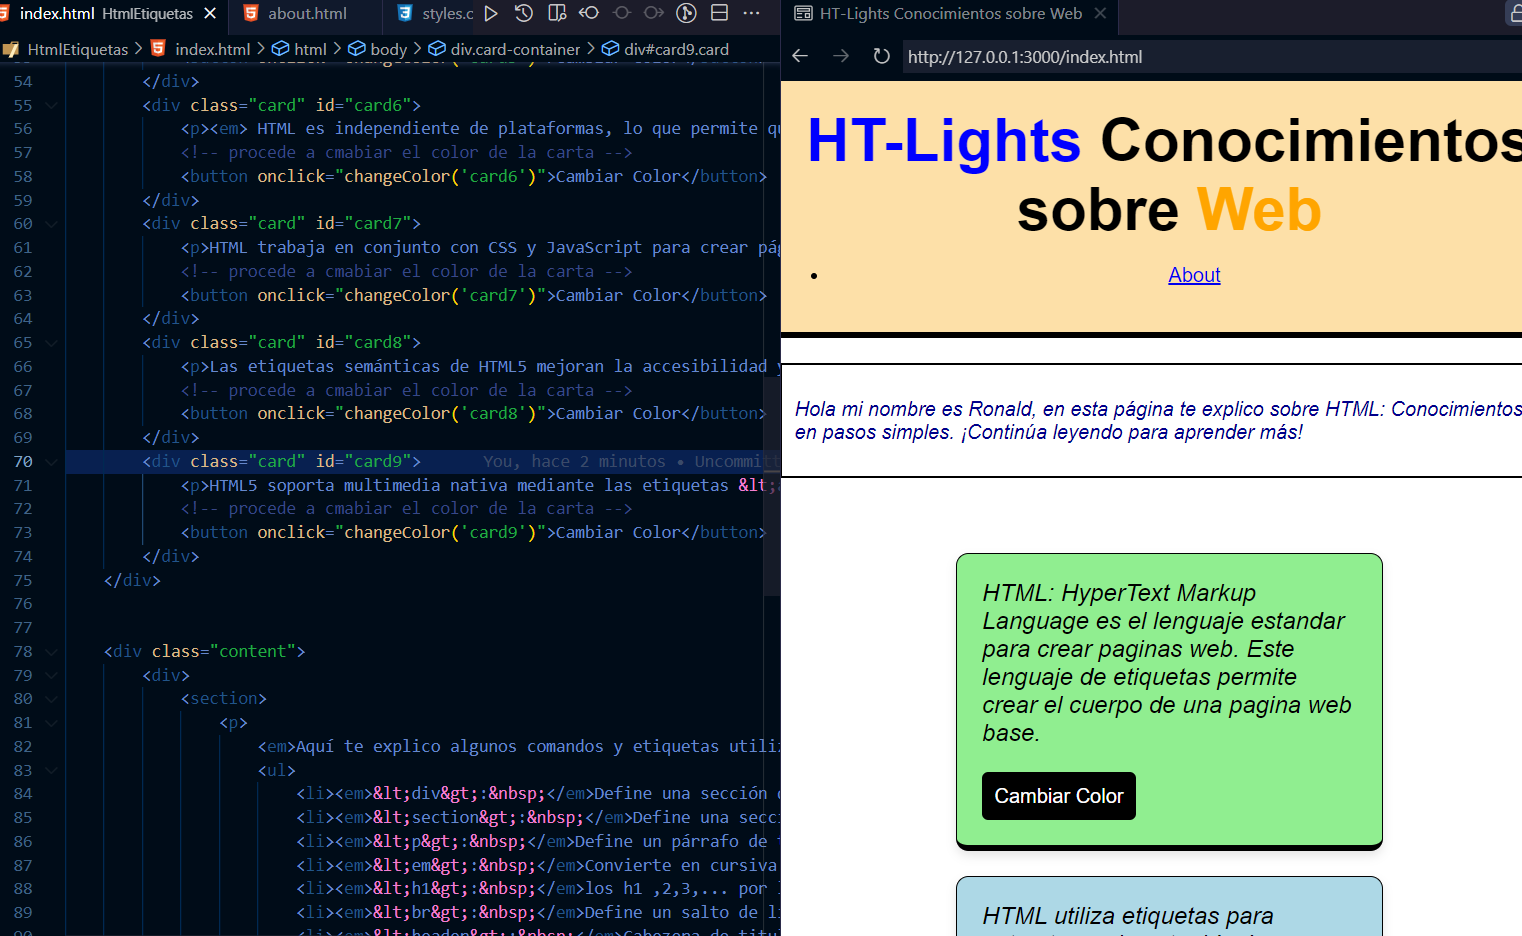 index.html HtmlEtiquetas
about.html
styles.c
HtmlEtiquetas > index.html > html > body > div.card-container > div#card9.card
54 </div>
55 <div class="card" id="card6">
56 <p><em> HTML es independiente de plataformas, lo que permite qu
57 <!-- procede a cmabiar el color de la carta -->
58 <button onclick="changeColor('card6')">Cambiar Color</button>
59 </div>
60 <div class="card" id="card7">
61 <p>HTML trabaja en conjunto con CSS y JavaScript para crear pág
62 <!-- procede a cmabiar el color de la carta -->
63 <button onclick="changeColor('card7')">Cambiar Color</button>
64 </div>
65 <div class="card" id="card8">
66 <p>Las etiquetas semánticas de HTML5 mejoran la accesibilidad y
67 <!-- procede a cmabiar el color de la carta -->
68 <button onclick="changeColor('card8')">Cambiar Color</button>
69 </div>
70 <div class="card" id="card9"> You, hace 2 minutos • Uncommitt
71 <p>HTML5 soporta multimedia nativa mediante las etiquetas &lt;
72 <!-- procede a cmabiar el color de la carta -->
73 <button onclick="changeColor('card9')">Cambiar Color</button>
74 </div>
75 </div>
76
77
78 <div class="content">
79 <div>
80 <section>
81 <p>
82 <em>Aquí te explico algunos comandos y etiquetas utiliz
83 <ul>
84 <li><em>&lt;div&gt;:&nbsp;</em>Define una sección
85 <li><em>&lt;section&gt;:&nbsp;</em>Define una secc
86 <li><em>&lt;p&gt;:&nbsp;</em>Define un párrafo de
87 <li><em>&lt;em&gt;:&nbsp;</em>Convierte en cursiva
88 <li><em>&lt;h1&gt;:&nbsp;</em>los h1 ,2,3,... por
89 <li><em>&lt;br&gt;:&nbsp;</em>Define un salto de lí
90 <li><em>&lt;header&gt;:&nbsp;</em>Cabezera de titul
HT-Lights Conocimientos sobre Web
http://127.0.0.1:3000/index.html
HT-Lights Conocimientos
sobre Web
• About
Hola mi nombre es Ronald, en esta página te explico sobre HTML: Conocimientos
en pasos simples. ¡Continúa leyendo para aprender más!
HTML: HyperText Markup
Language es el lenguaje estandar
para crear paginas web. Este
lenguaje de etiquetas permite
crear el cuerpo de una pagina web
base.
Cambiar Color
HTML utiliza etiquetas para